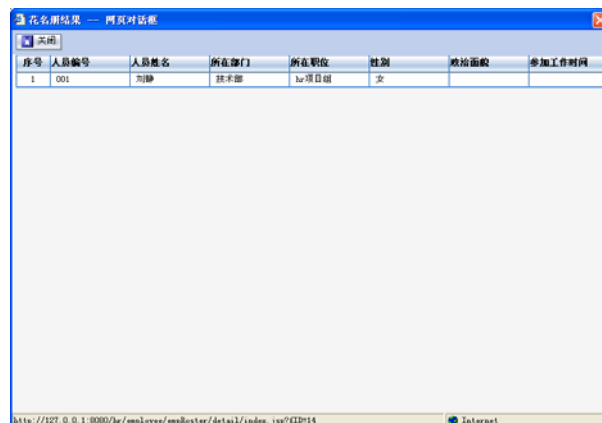 花名册结果 -- 网页对话框
关闭
序号 人员编号 人员姓名 所在部门 所在职位 性别 政治面貌 参加工作时间
1 001 刘静 技术部 hr项目组 女
http://127.0.0.1:8080/hr/employee/empRoster/detail/index.jsp?fID=14 Internet